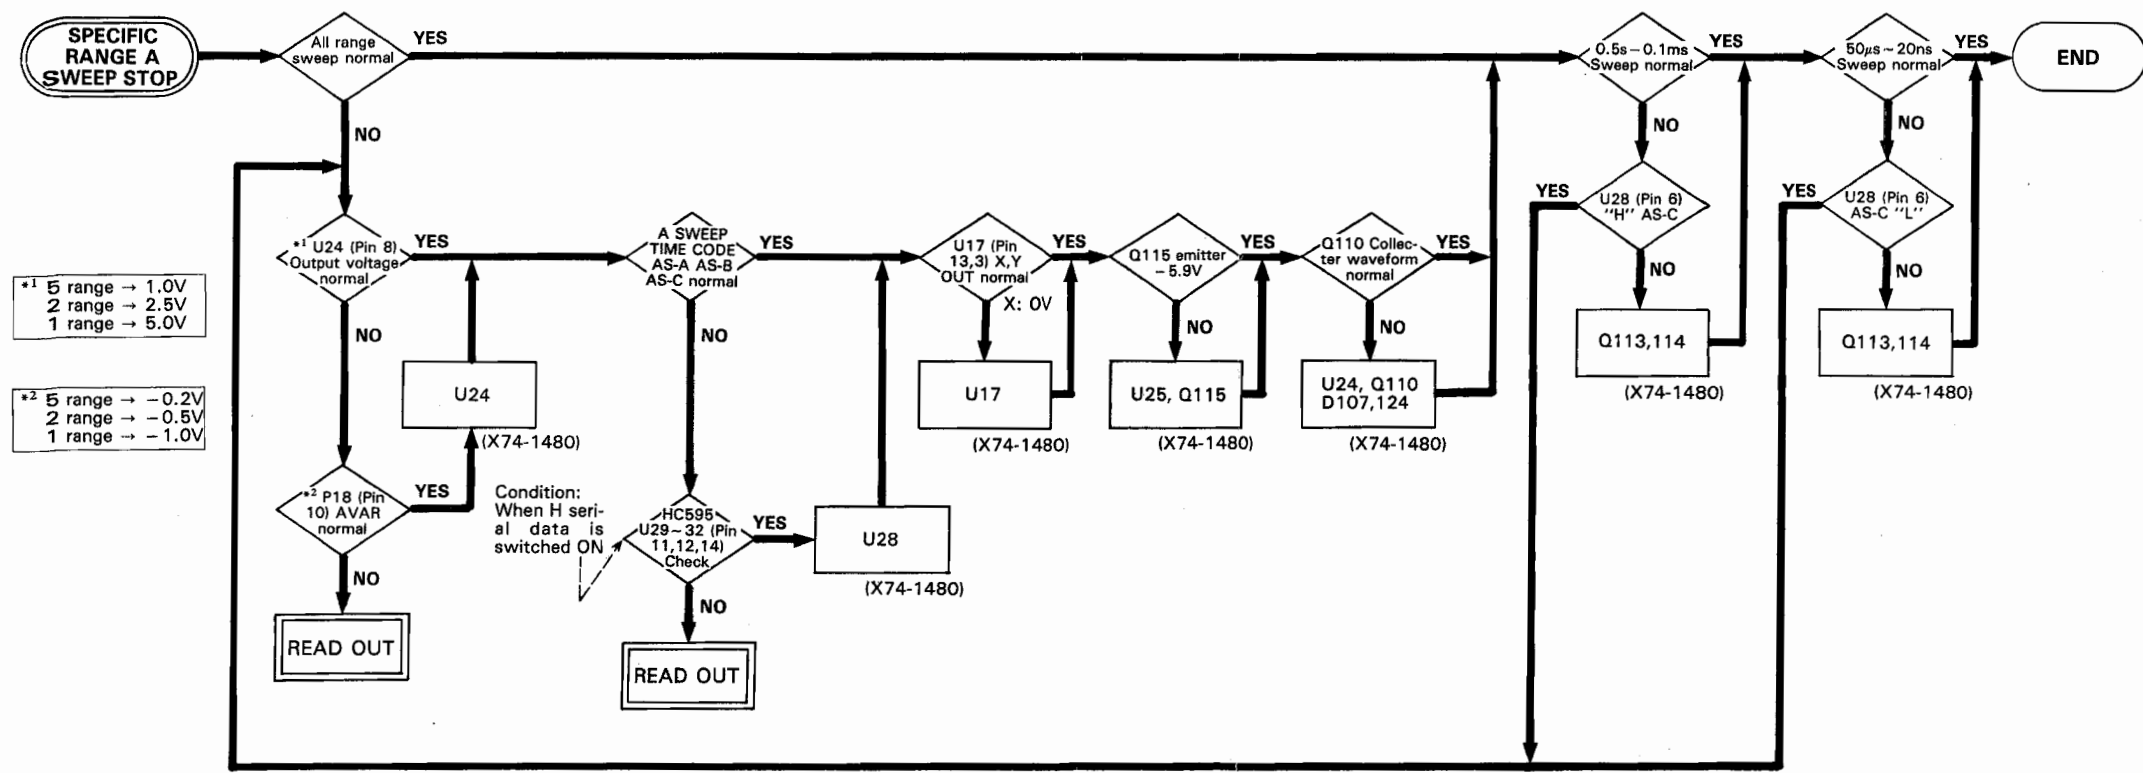 SPECIFIC
RANGE A
SWEEP STOP
All range
sweep normal
YES
NO
0.5s－0.1ms
Sweep normal
YES
NO
50µs~20ns
Sweep normal
YES
NO
END
*1 U24 (Pin 8)
Output voltage
normal
YES
NO
A SWEEP
TIME CODE
AS-A AS-B
AS-C normal
YES
NO
U17 (Pin
13,3) X,Y
OUT normal
YES
X: 0V
Q115 emitter
－5.9V
YES
NO
Q110 Collec-
ter waveform
normal
YES
NO
YES
U28 (Pin 6)
"H" AS-C
NO
YES
U28 (Pin 6)
AS-C "L"
NO
*1 5 range → 1.0V
2 range → 2.5V
1 range → 5.0V
*2 5 range → －0.2V
2 range → －0.5V
1 range → －1.0V
U24
(X74-1480)
U17
(X74-1480)
U25, Q115
(X74-1480)
U24, Q110
D107,124
(X74-1480)
Q113,114
(X74-1480)
Q113,114
(X74-1480)
*2 P18 (Pin
10) AVAR
normal
YES
NO
READ OUT
Condition:
When H seri-
al data is
switched ON
HC595
U29~32 (Pin
11,12,14)
Check
YES
NO
U28
(X74-1480)
READ OUT